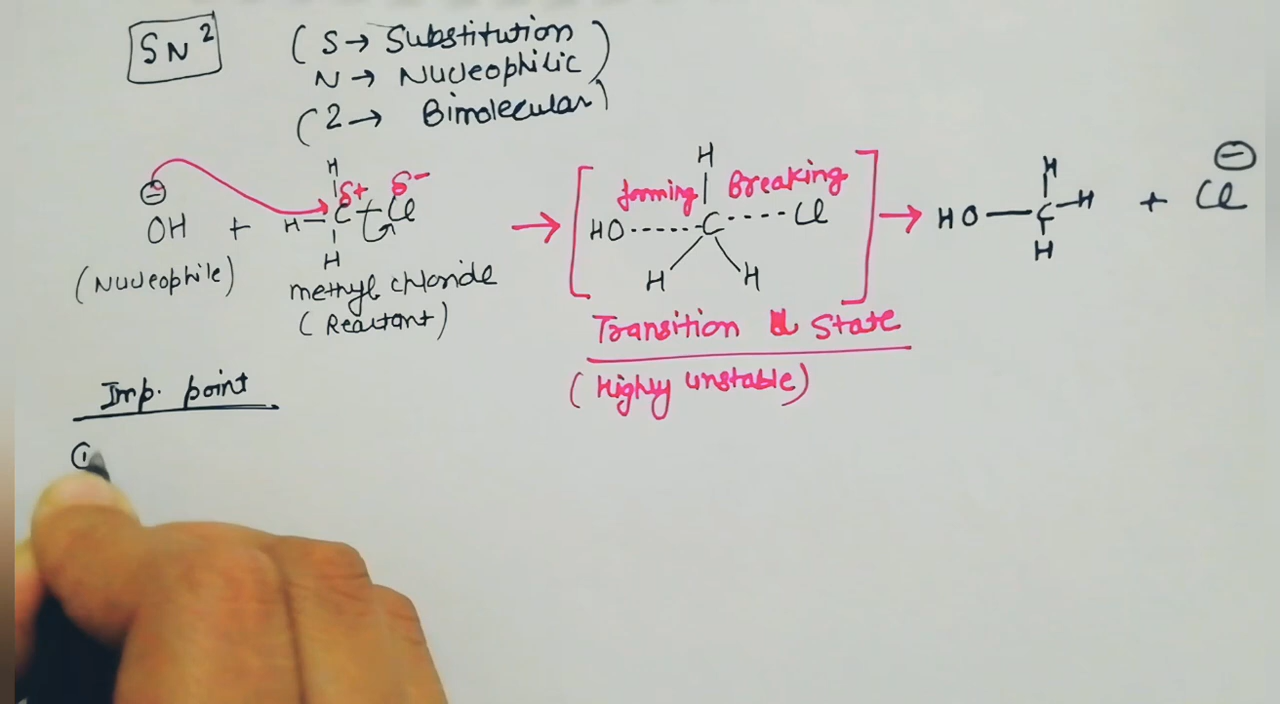 SN²
( S → Substitution )
N → Nucleophilic
( 2 → Bimolecular )
H H
H δ+ δ- forming Breaking H ⊖
⊖ OH + H – C – Cl → [ HO ----- C ---- Cl ] → HO – C – H + Cl
H H H H
(Nucleophile) methyl chloride
(Reactant) Transition State
(Highly unstable)
Imp. point
①